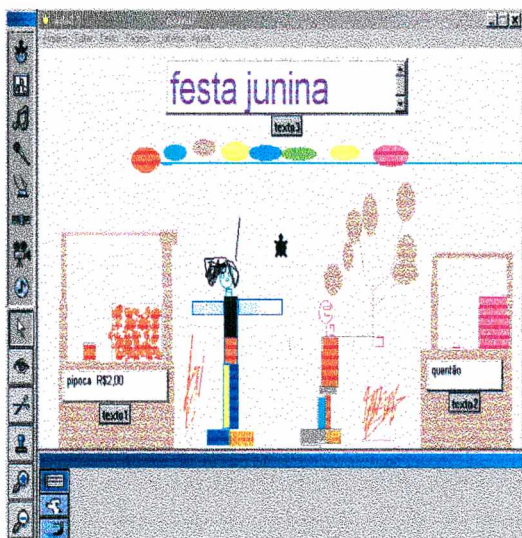 festa junina
texto3
pipoca R$2,00
texto1
quentão
texto2